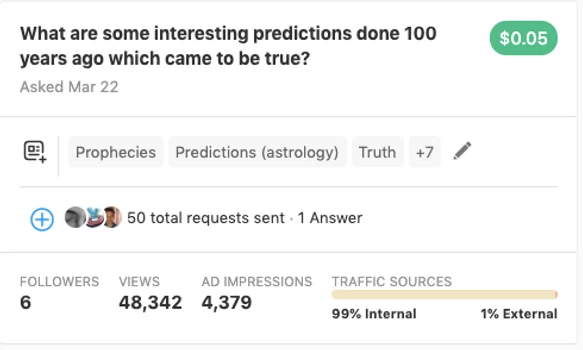 What are some interesting predictions done 100
years ago which came to be true?
$0.05
Asked Mar 22
Prophecies Predictions (astrology) Truth +7
50 total requests sent · 1 Answer
FOLLOWERS VIEWS AD IMPRESSIONS TRAFFIC SOURCES
6 48,342 4,379
99% Internal 1% External